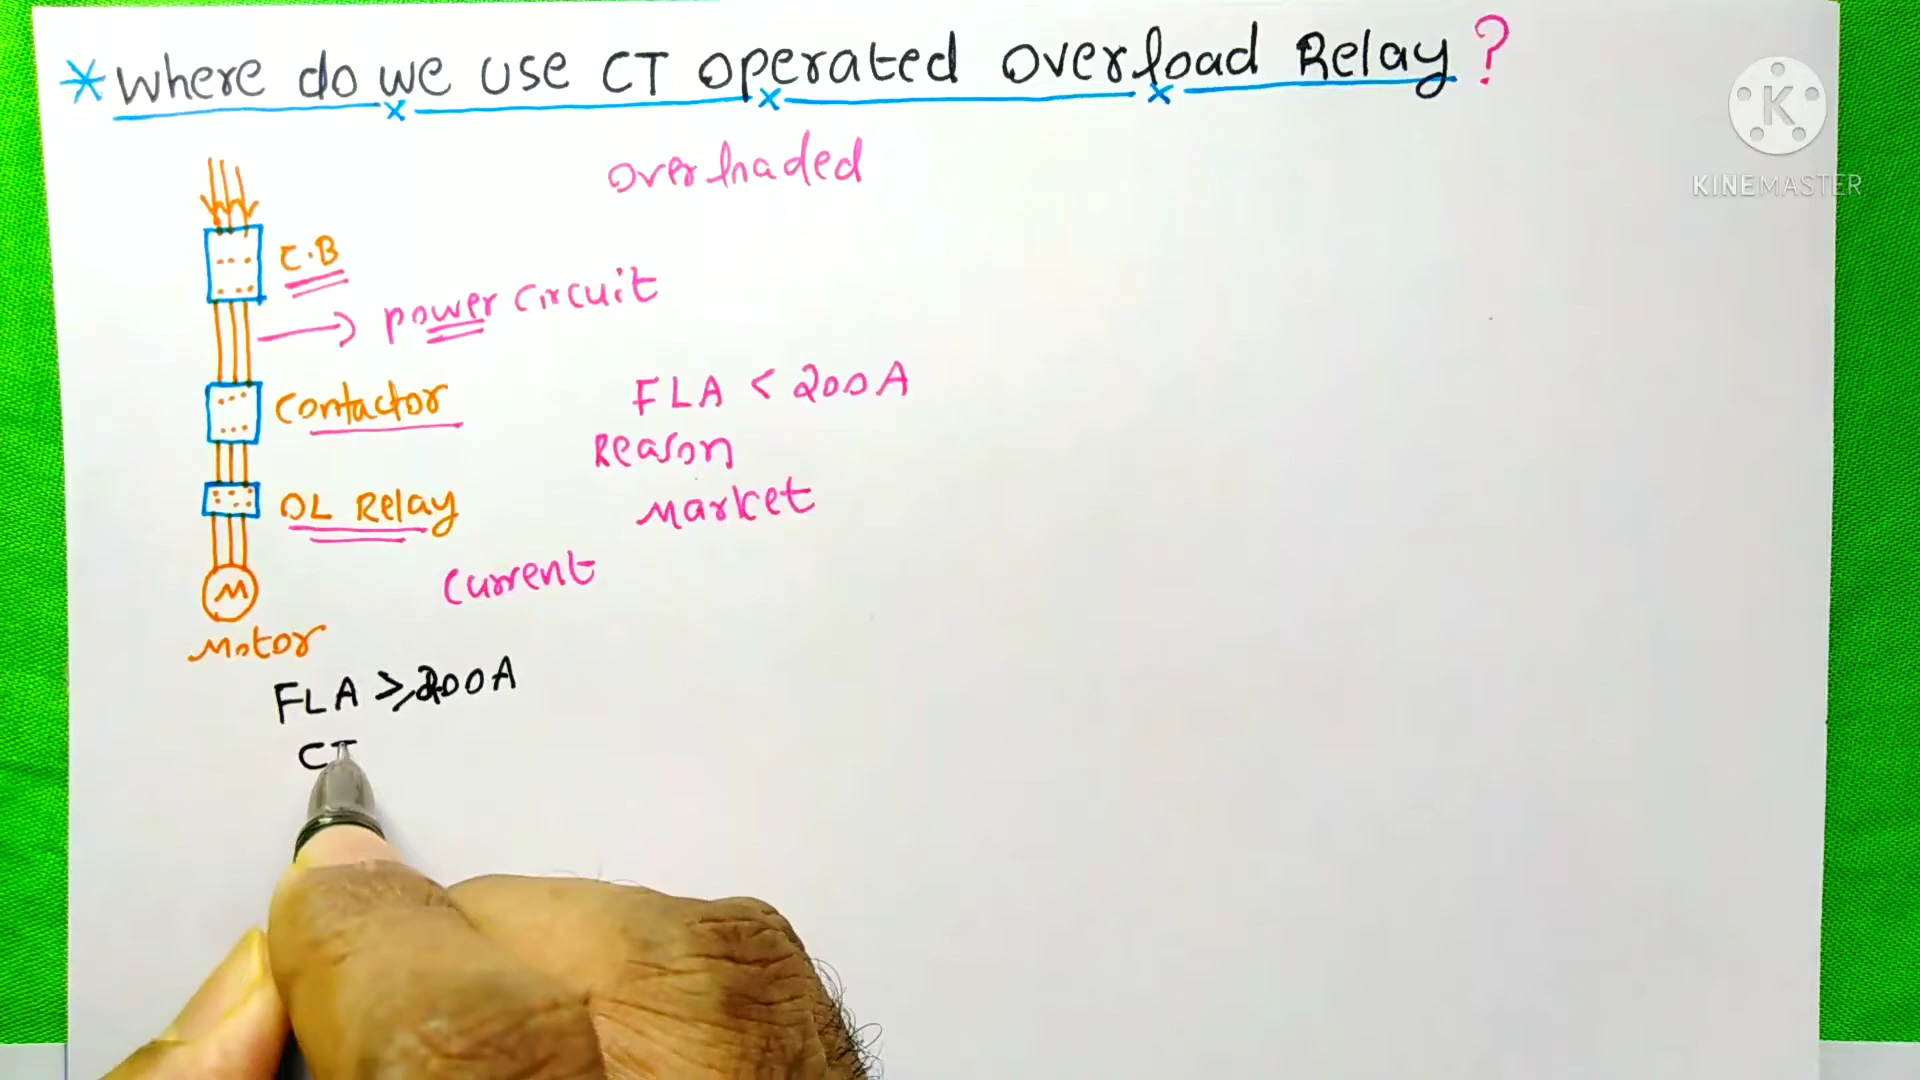 *Where do we use CT operated overload Relay?
K
KINEMASTER
overloaded
C.B
power circuit
Contactor
FLA < 200A
Reason
OL Relay
Market
Current
M
Motor
FLA ≥ 200A
CT